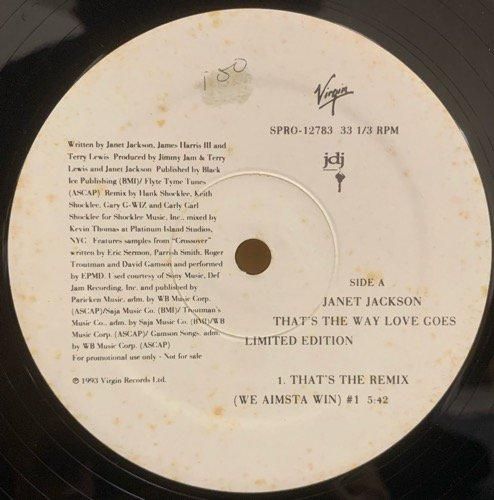 i 50
Virgin
SPRO-12783 33 1/3 RPM
jdj
Written by Janet Jackson, James Harris III and
Terry Lewis Produced by Jimmy Jam & Terry
Lewis and Janet Jackson Published by Black
Ice Publishing (BMI)/ Flyte Tyme Tunes
(ASCAP) Remix by Hank Shocklee, Keith
Shocklee, Gary G-WIZ and Carly Carl
Shocklee for Shocklee Music, Inc., mixed by
Kevin Thomas at Platinum Island Studios,
NYC Features samples from "Crossover"
written by Eric Sermon, Parrish Smith, Roger
Troutman and David Gamson and performed
by EPMD. Used courtesy of Sony Music, Def
Jam Recording, Inc. and published by
Paricken Music, adm. by WB Music Corp.
(ASCAP)/Saja Music Co. (BMI)/ Troutman's
Music Co., adm. by Saja Music Co. (BMI)/WB
Music Corp. (ASCAP)/ Gamson Songs, adm.
by WB Music Corp. (ASCAP)
For promotional use only - Not for sale
℗ 1993 Virgin Records Ltd.
SIDE A
JANET JACKSON
THAT'S THE WAY LOVE GOES
LIMITED EDITION
1. THAT'S THE REMIX
(WE AIMSTA WIN) #1 5:42